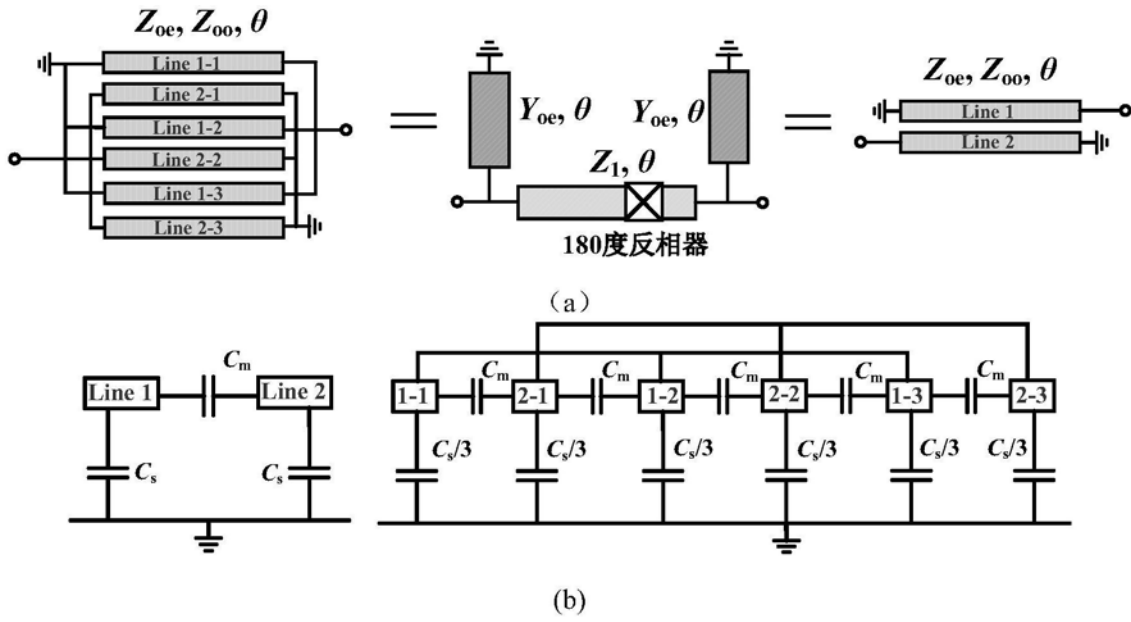 Zoe, Zoo, θ
Line 1-1
Line 2-1
Line 1-2
Line 2-2
Line 1-3
Line 2-3
=
Yoe, θ
Yoe, θ
Z1, θ
180度反相器
=
Zoe, Zoo, θ
Line 1
Line 2
（a）
Cm
Line 1
Line 2
Cs
Cs
Cm
Cm
Cm
Cm
Cm
1-1
2-1
1-2
2-2
1-3
2-3
Cs/3
Cs/3
Cs/3
Cs/3
Cs/3
Cs/3
(b)